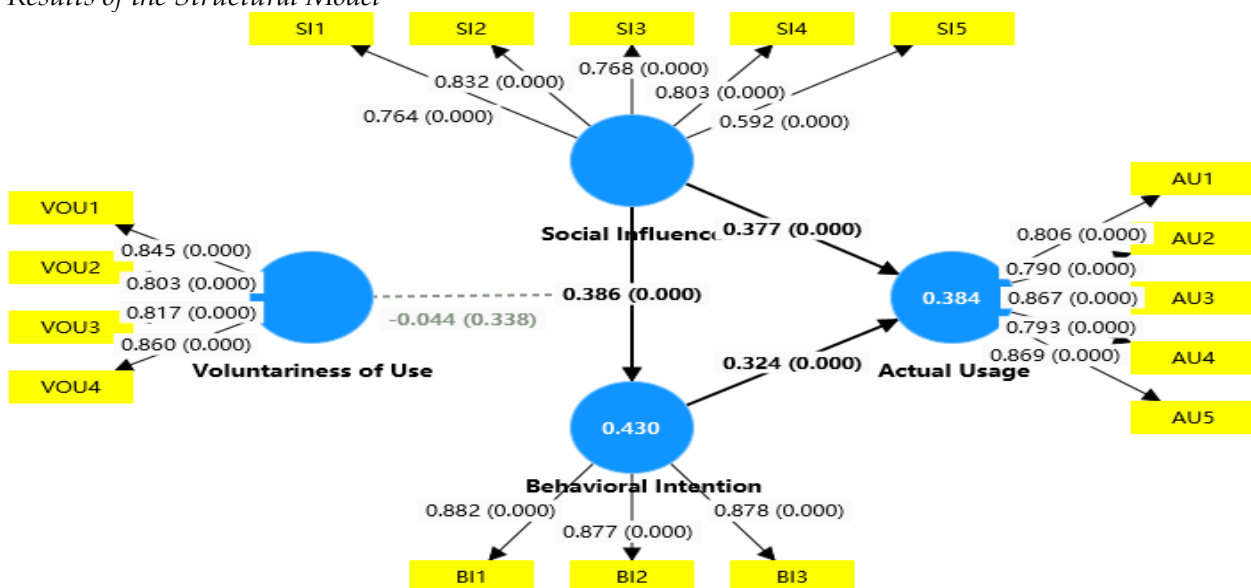 Results of the Structural Model
SI1 SI2 SI3 SI4 SI5
0.768 (0.000)
0.832 (0.000)
0.803 (0.000)
0.764 (0.000)
0.592 (0.000)
VOU1
VOU2
VOU3
VOU4
0.845 (0.000)
0.803 (0.000)
0.817 (0.000)
0.860 (0.000)
Voluntariness of Use
-0.044 (0.338)
Social Influence
0.377 (0.000)
0.386 (0.000)
0.324 (0.000)
0.384
Actual Usage
0.806 (0.000)
0.790 (0.000)
0.867 (0.000)
0.793 (0.000)
0.869 (0.000)
AU1
AU2
AU3
AU4
AU5
0.430
Behavioral Intention
0.882 (0.000)
0.877 (0.000)
0.878 (0.000)
BI1 BI2 BI3